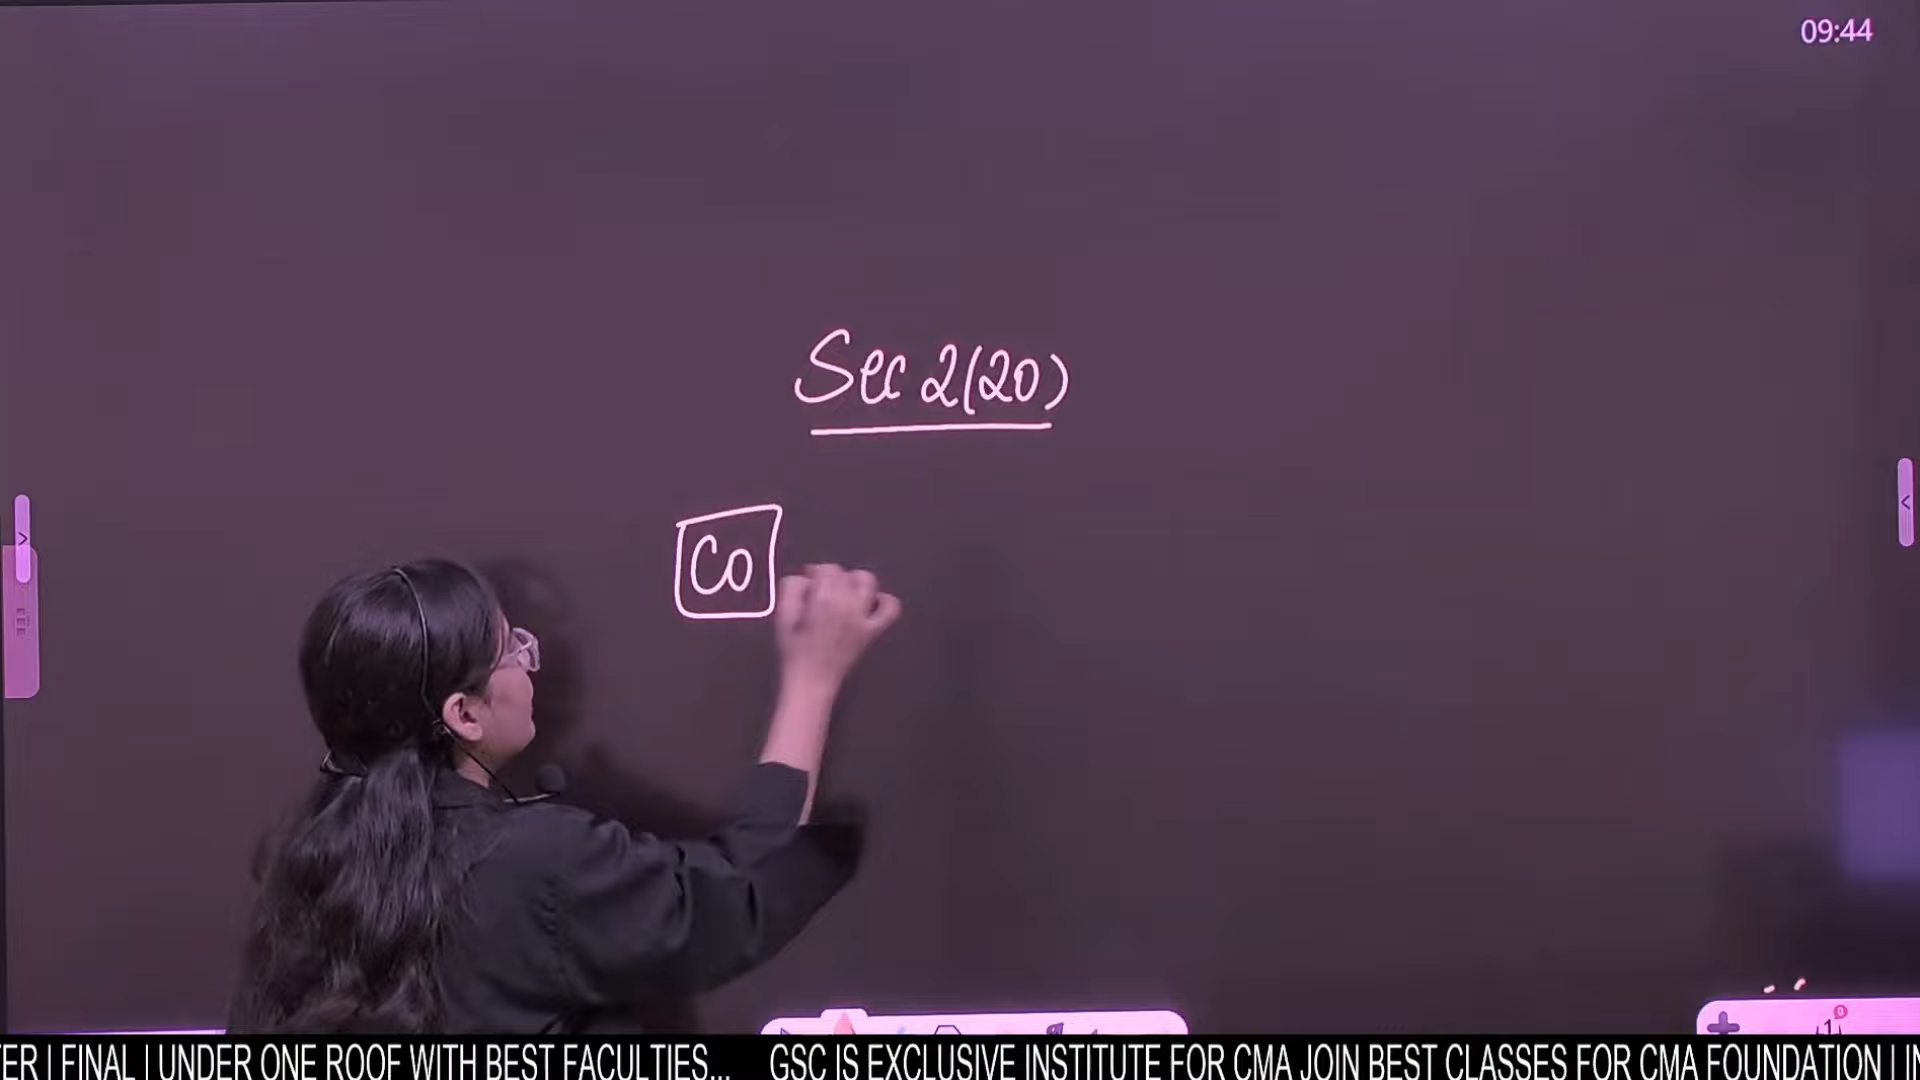 09:44
Sec 2(20)
Co
TER | FINAL | UNDER ONE ROOF WITH BEST FACULTIES... GSC IS EXCLUSIVE INSTITUTE FOR CMA JOIN BEST CLASSES FOR CMA FOUNDATION | IN